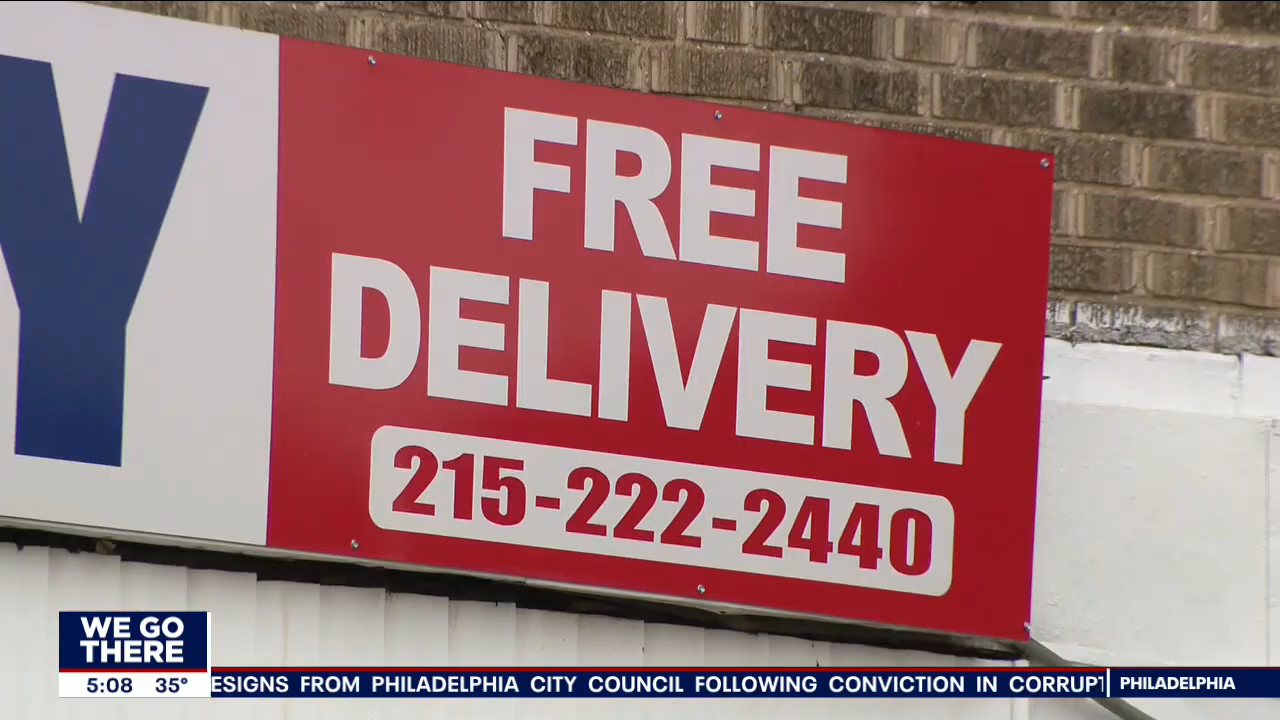 Y
FREE
DELIVERY
215-222-2440
WE GO
THERE
5:08 35°
ESIGNS FROM PHILADELPHIA CITY COUNCIL FOLLOWING CONVICTION IN CORRUPT
PHILADELPHIA